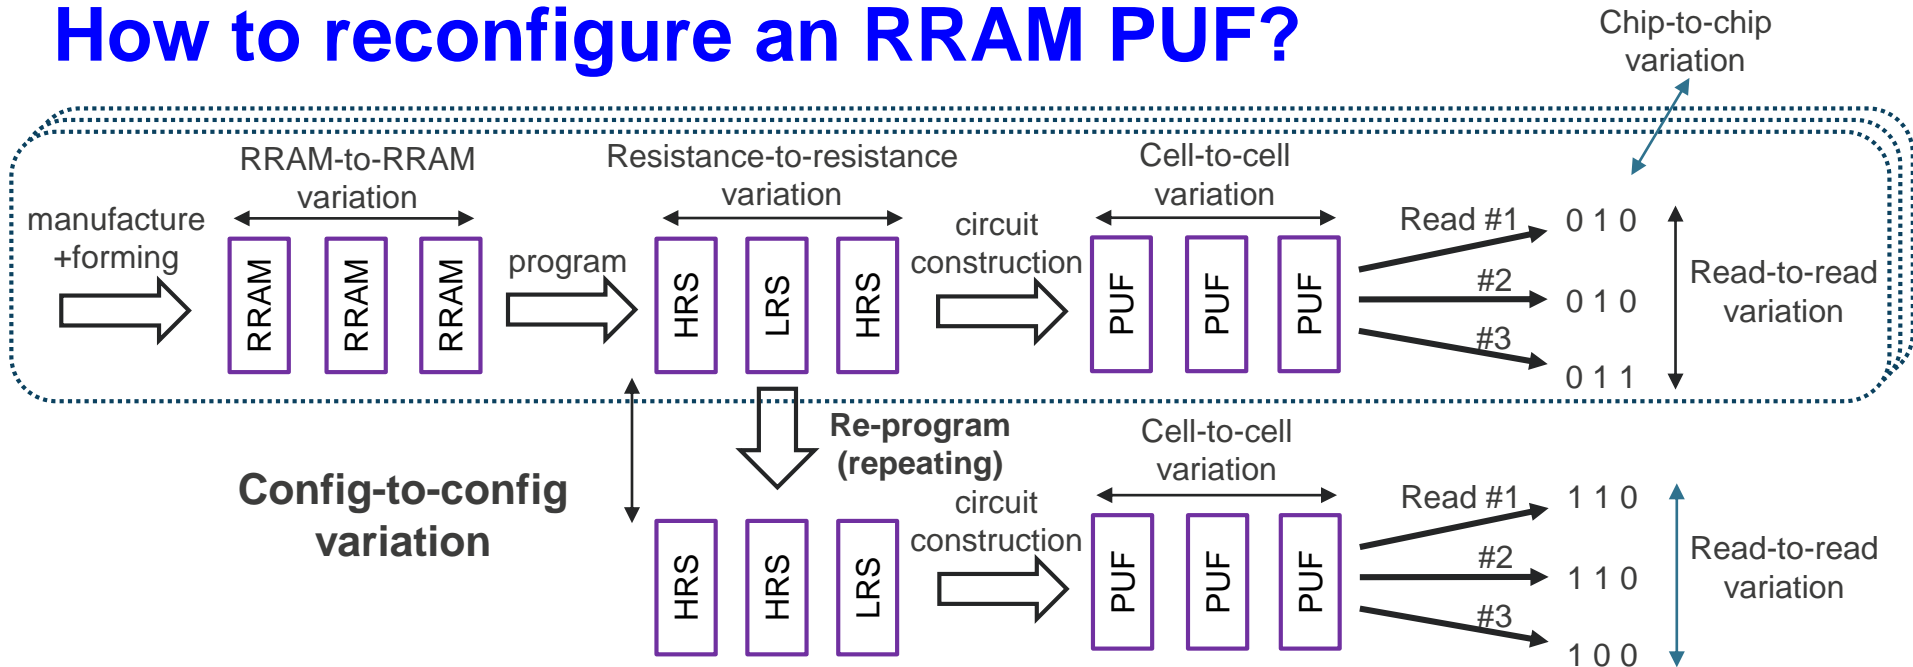 How to reconfigure an RRAM PUF?
Chip-to-chip
variation
RRAM-to-RRAM
variation
Resistance-to-resistance
variation
Cell-to-cell
variation
manufacture
+forming
RRAM
RRAM
RRAM
program
HRS
LRS
HRS
circuit
construction
PUF
PUF
PUF
Read #1
0 1 0
#2
0 1 0
#3
0 1 1
Read-to-read
variation
Re-program
(repeating)
Config-to-config
variation
HRS
HRS
LRS
circuit
construction
Cell-to-cell
variation
PUF
PUF
PUF
Read #1
1 1 0
#2
1 1 0
#3
1 0 0
Read-to-read
variation